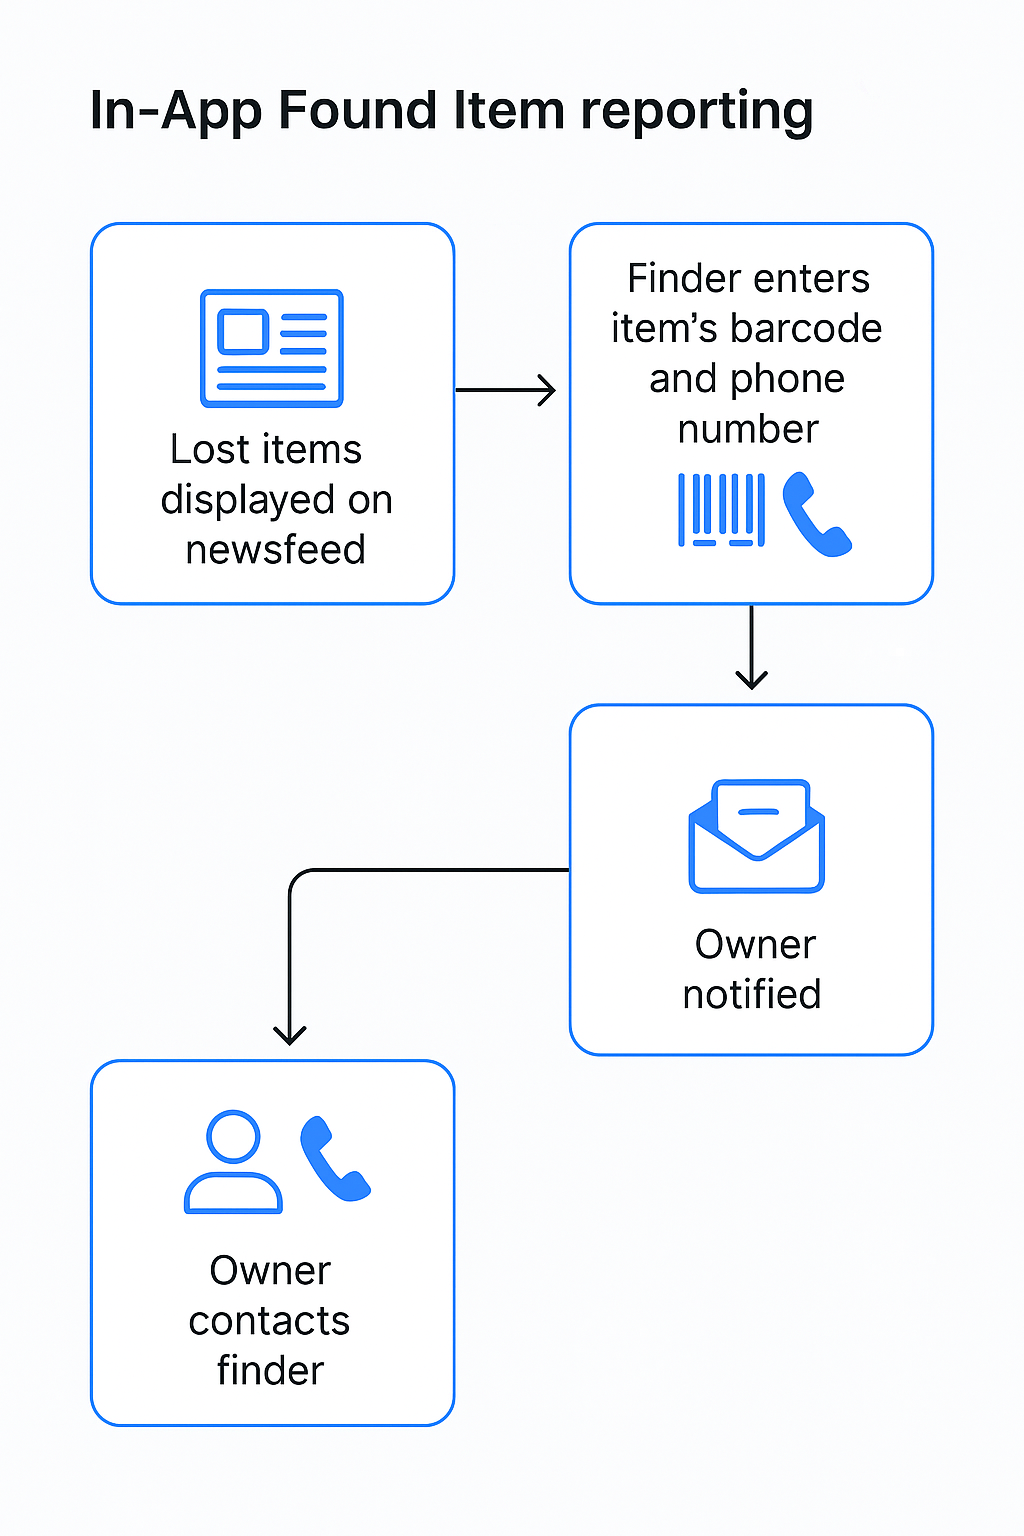 In-App Found Item reporting
Lost items
displayed on
newsfeed
Finder enters
item’s barcode
and phone
number
Owner
notified
Owner
contacts
finder